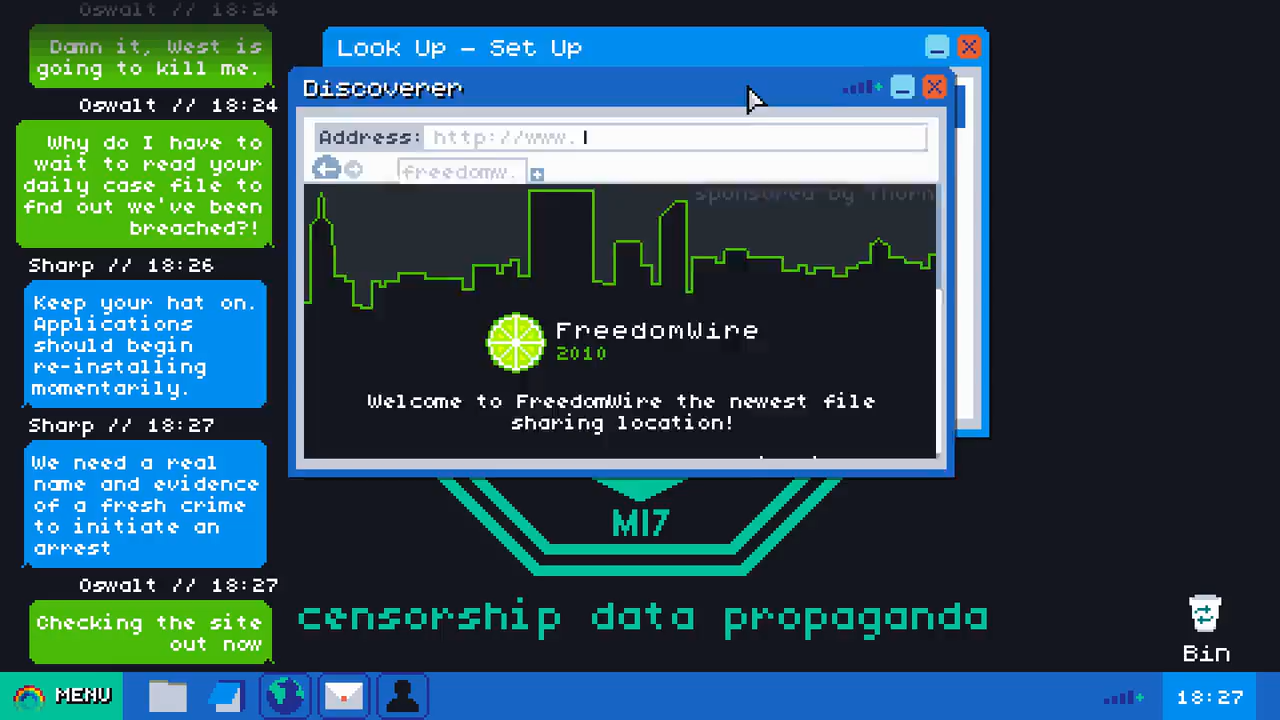 Oswalt // 18:24
Damn it, West is
going to kill me.
Oswalt // 18:24
Why do I have to
wait to read your
daily case file to
fnd out we've been
breached?!
Sharp // 18:26
Keep your hat on.
Applications
should begin
re-installing
momentarily.
Sharp // 18:27
We need a real
name and evidence
of a fresh crime
to initiate an
arrest
Oswalt // 18:27
Checking the site
out now
Look Up - Set Up
Discoverer
Address: http://www.
freedomw.
sponsored by Thorn
FreedomWire
2010
Welcome to FreedomWire the newest file
sharing location!
MI7
censorship data propaganda
Bin
MENU
18:27